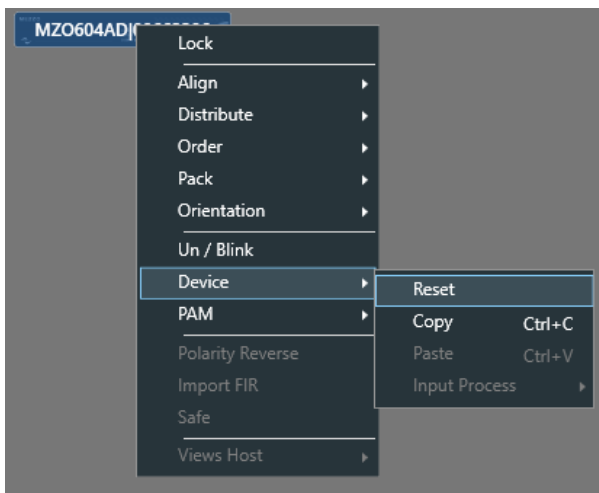 MZO604AD|
Lock
Align
Distribute
Order
Pack
Orientation
Un / Blink
Device
PAM
Polarity Reverse
Import FIR
Safe
Views Host
Reset
Copy Ctrl+C
Paste Ctrl+V
Input Process